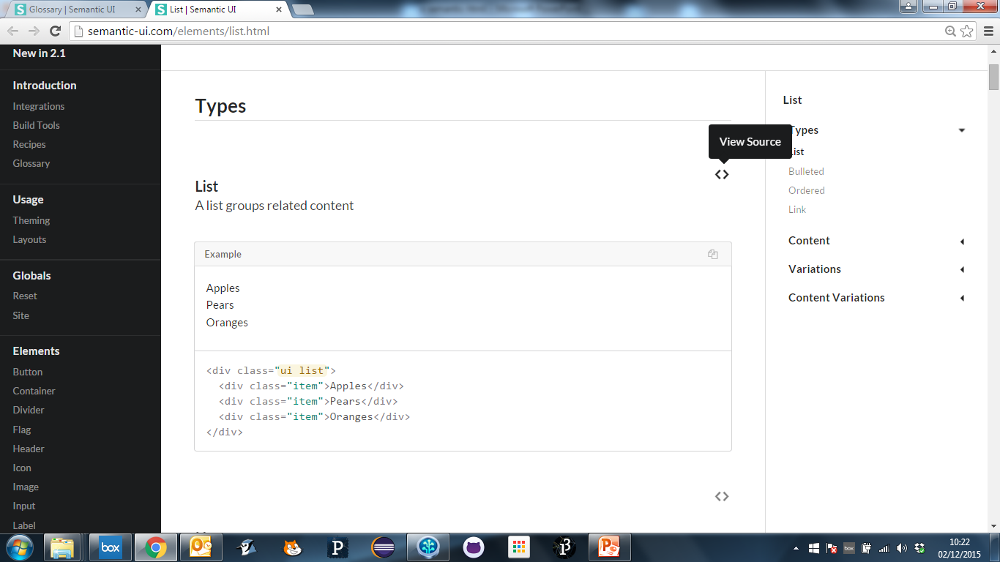 Glossary | Semantic UI
List | Semantic UI
semantic-ui.com/elements/list.html
New in 2.1
Introduction
Integrations
Build Tools
Recipes
Glossary
Usage
Theming
Layouts
Globals
Reset
Site
Elements
Button
Container
Divider
Flag
Header
Icon
Image
Input
Label
Types
View Source
<>
List
A list groups related content
Example
Apples
Pears
Oranges
<div class="ui list">
<div class="item">Apples</div>
<div class="item">Pears</div>
<div class="item">Oranges</div>
</div>
<>
List
Types
List
Bulleted
Ordered
Link
Content
Variations
Content Variations
box
P
box
10:22
02/12/2015